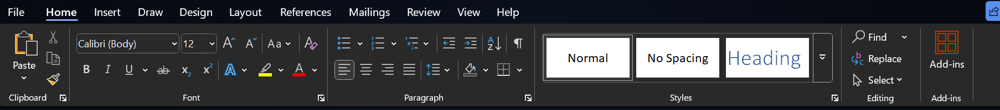 File Home Insert Draw Design Layout References Mailings Review View Help
Paste
Clipboard
Calibri (Body) 12 Aa
B I U ab x2 x2 A A
Font
Paragraph
Normal No Spacing Heading
Styles
Find
Replace
Select
Editing
Add-ins
Add-ins